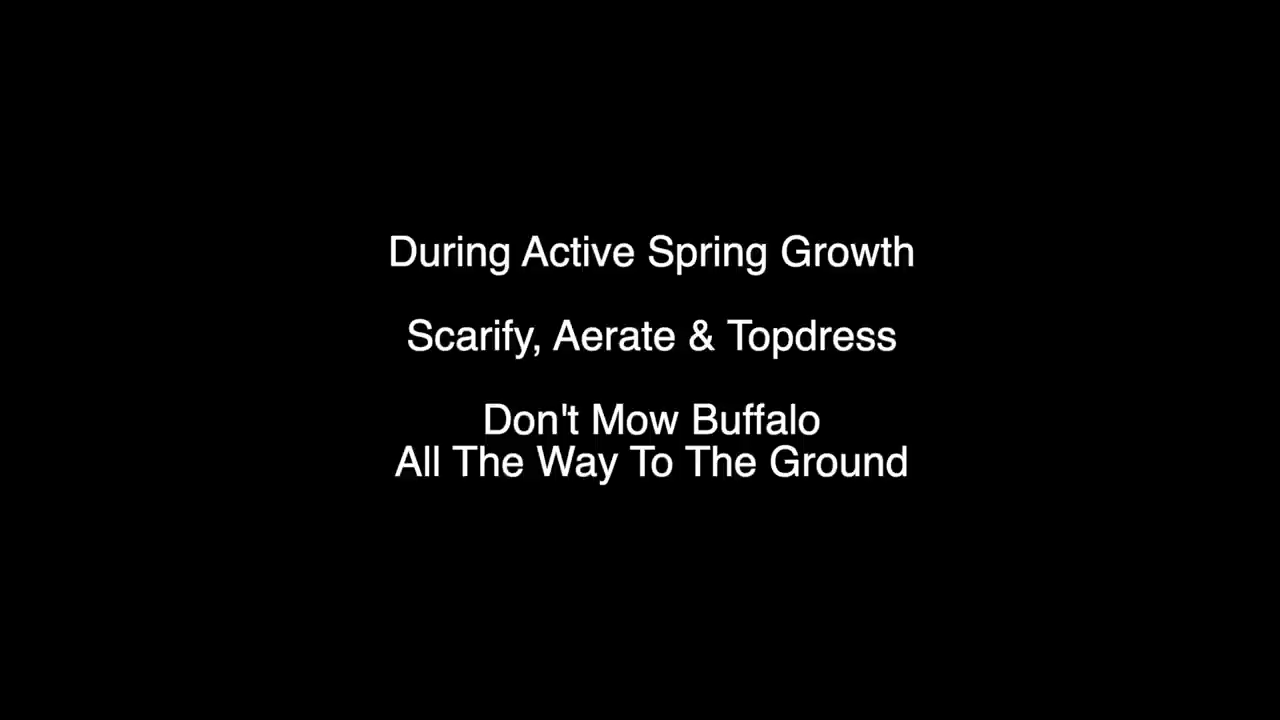 During Active Spring Growth
Scarify, Aerate & Topdress
Don't Mow Buffalo
All The Way To The Ground